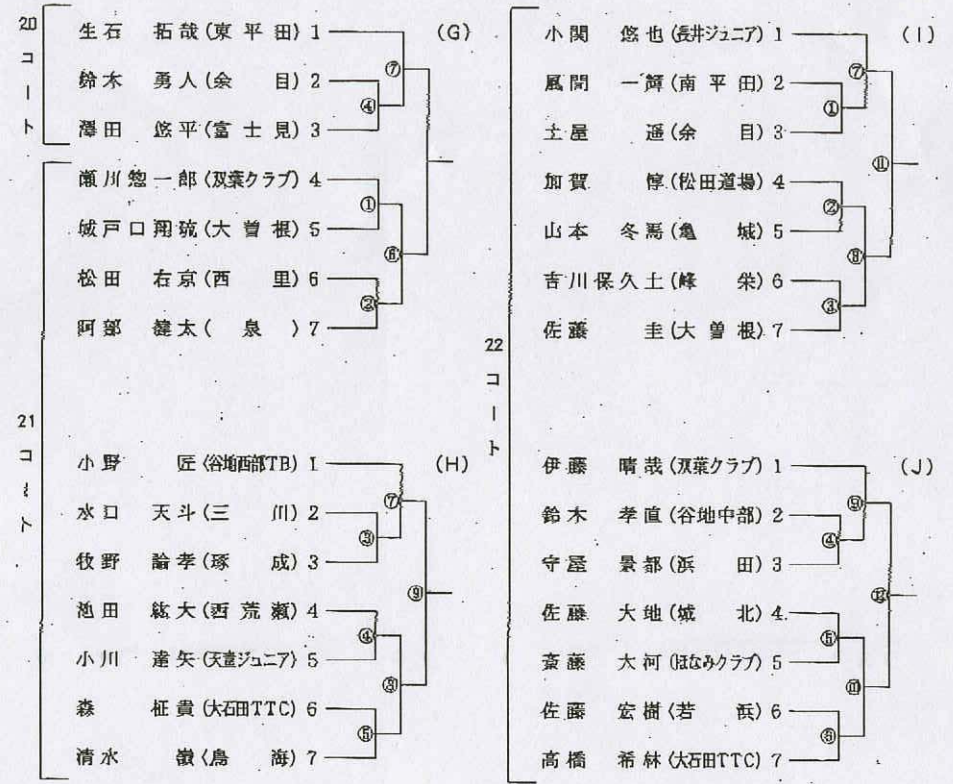 20コート
(G)
生石 拓哉(東平田) 1
鈴木 勇人(余目) 2
澤田 悠平(富士見) 3
⑦
④
21コート
瀬川惣一郎(双葉クラブ) 4
城戸口翔琉(大曽根) 5
松田 右京(西里) 6
阿部 健太(泉) 7
①
⑥
②
(H)
小野 匠(谷地西部TB) 1
水口 天斗(三川) 2
牧野 諭孝(琢成) 3
池田 紘大(西荒瀬) 4
小川 達矢(天童ジュニア) 5
森 柾貴(大石田TTC) 6
清水 嶺(鳥海) 7
⑦
③
⑨
④
⑤
22コート
(I)
小関 悠也(長井ジュニア) 1
風間 一輝(南平田) 2
土屋 遥(余目) 3
加賀 惇(松田道場) 4
山本 冬馬(亀城) 5
吉川保久士(峰栄) 6
佐藤 圭(大曽根) 7
⑦
①
⑪
②
⑧
③
(J)
伊藤 晴哉(双葉クラブ) 1
鈴木 孝直(谷地中部) 2
守屋 景都(浜田) 3
佐藤 大地(城北) 4
斎藤 大河(ほなみクラブ) 5
佐藤 宏樹(若浜) 6
高橋 希林(大石田TTC) 7
⑨
④
⑫
⑤
⑩
⑥